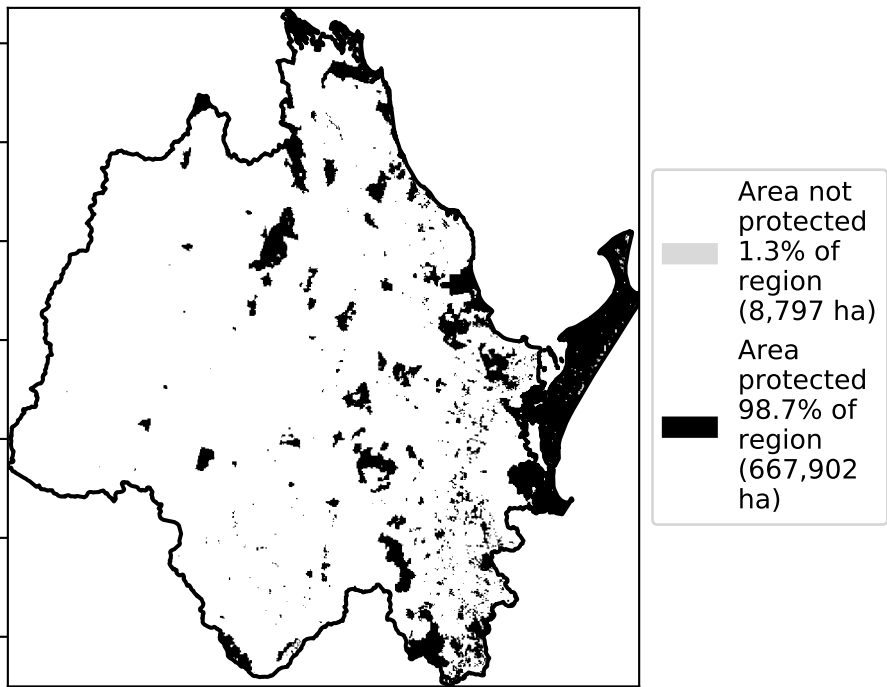 Area not
protected
1.3% of
region
(8,797 ha)
Area
protected
98.7% of
region
(667,902
ha)